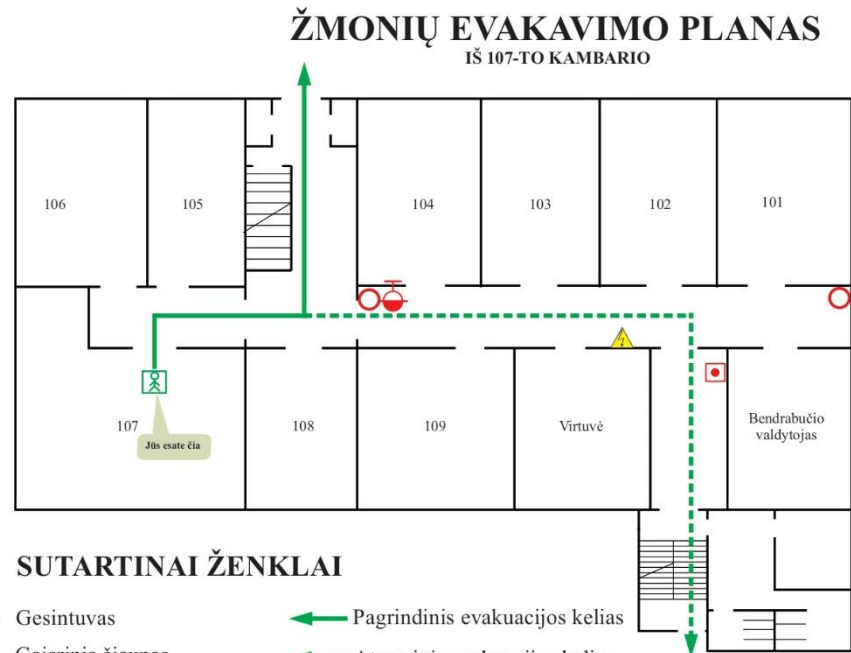 ŽMONIŲ EVAKAVIMO PLANAS
IŠ 107-TO KAMBARIO
106
105
104
103
102
101
107
Jūs esate čia
108
109
Virtuvė
Bendrabučio
valdytojas
SUTARTINAI ŽENKLAI
Gesintuvas
Pagrindinis evakuacijos kelias